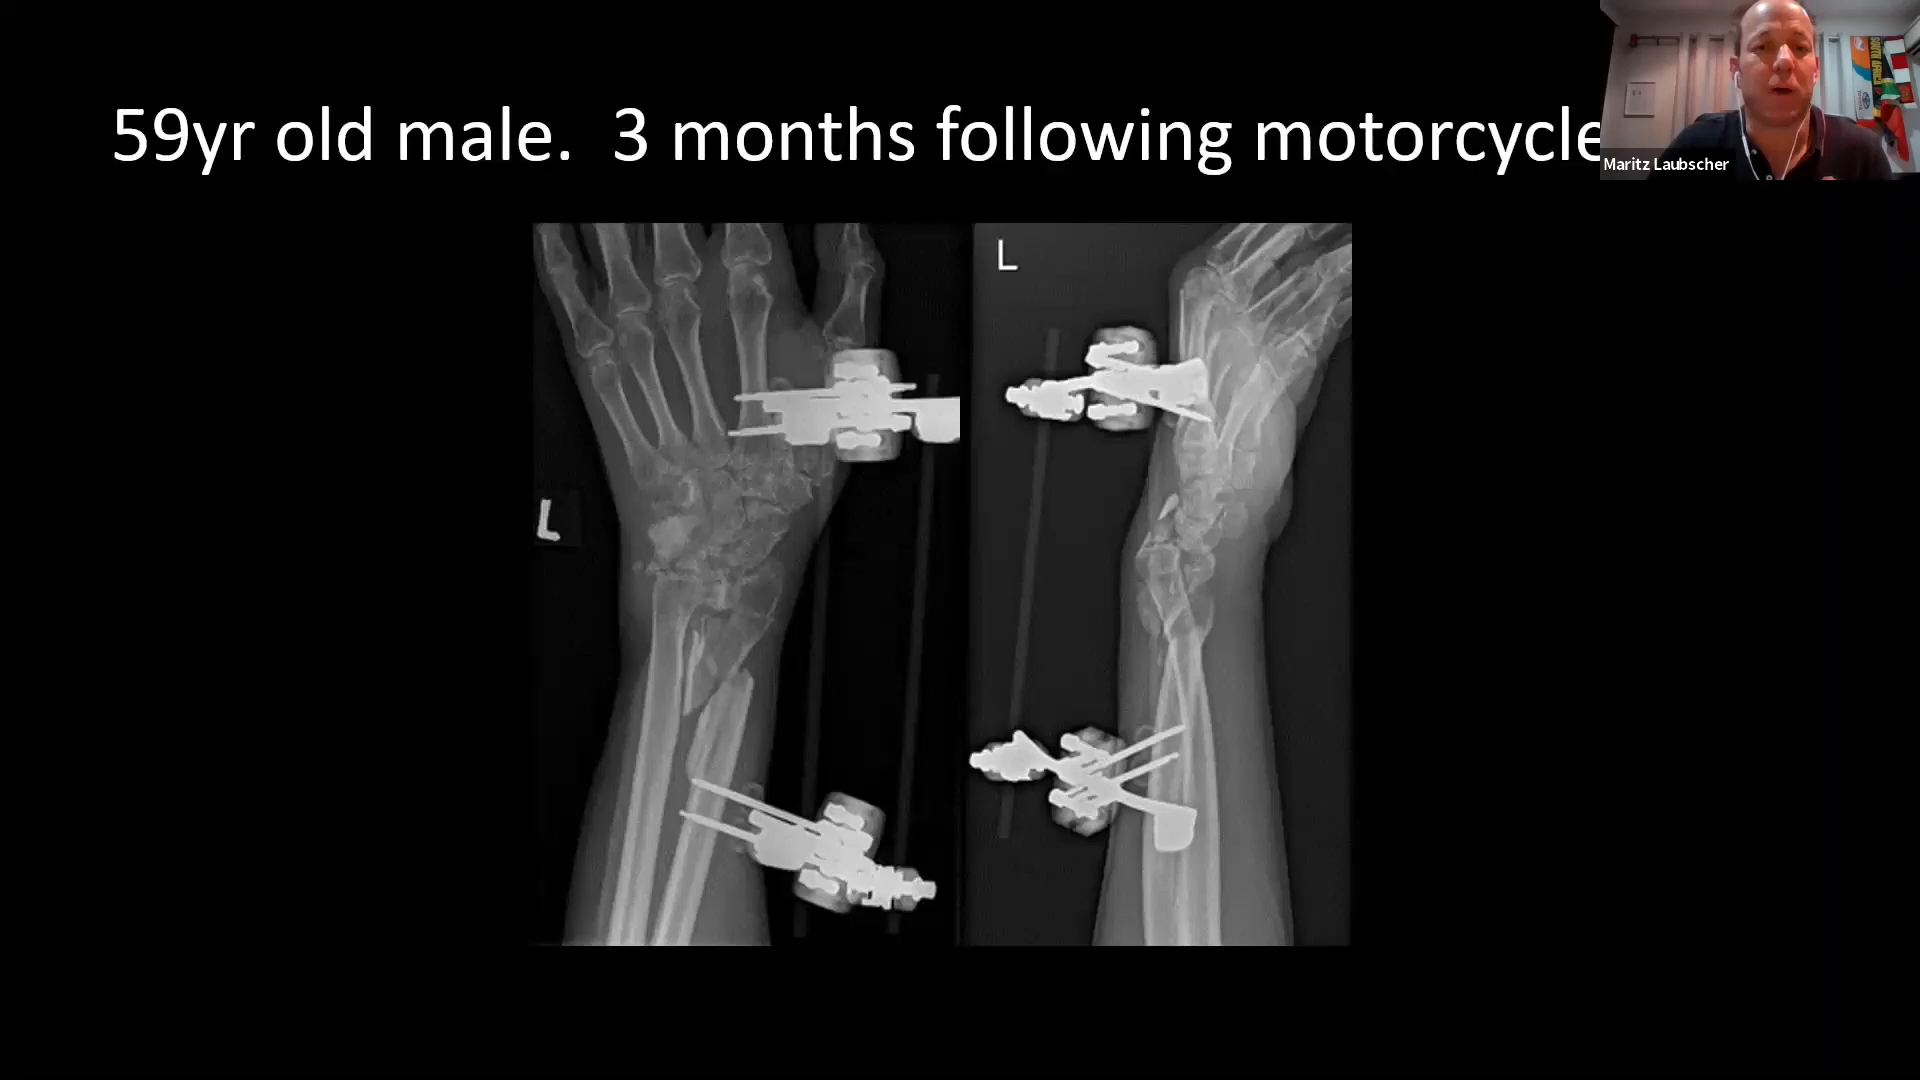 59yr old male.  3 months following motorcycle
Maritz Laubscher
L
L